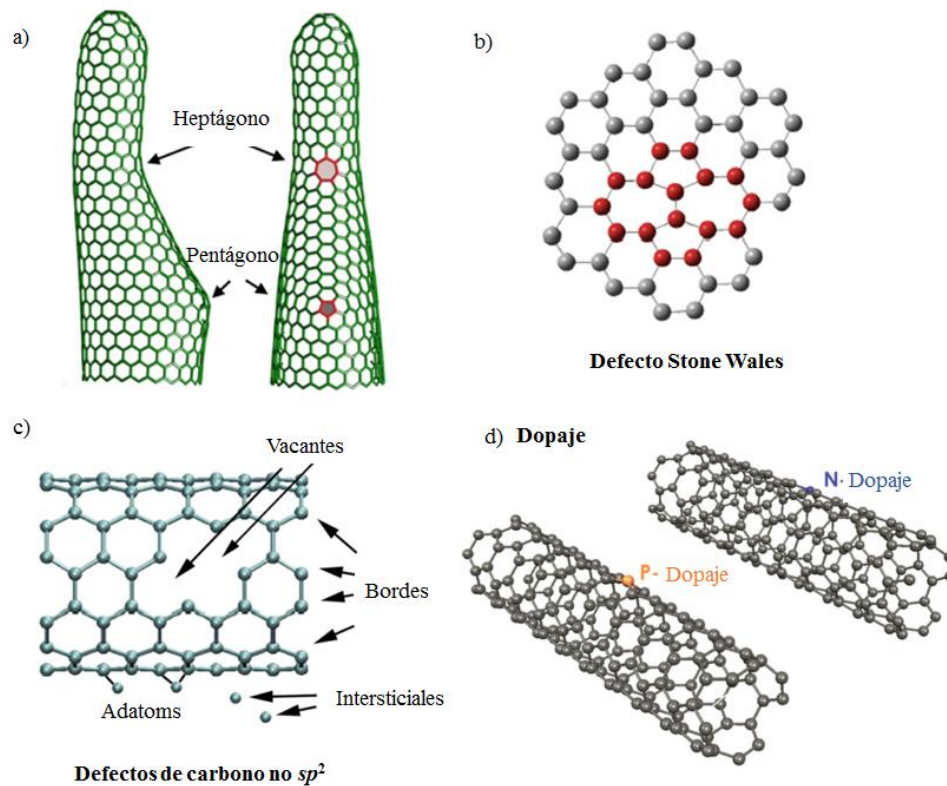 a)
Heptágono
Pentágono
b)
Defecto Stone Wales
c)
Vacantes
Bordes
Adatoms
Intersticiales
Defectos de carbono no sp²
d) Dopaje
N- Dopaje
P- Dopaje